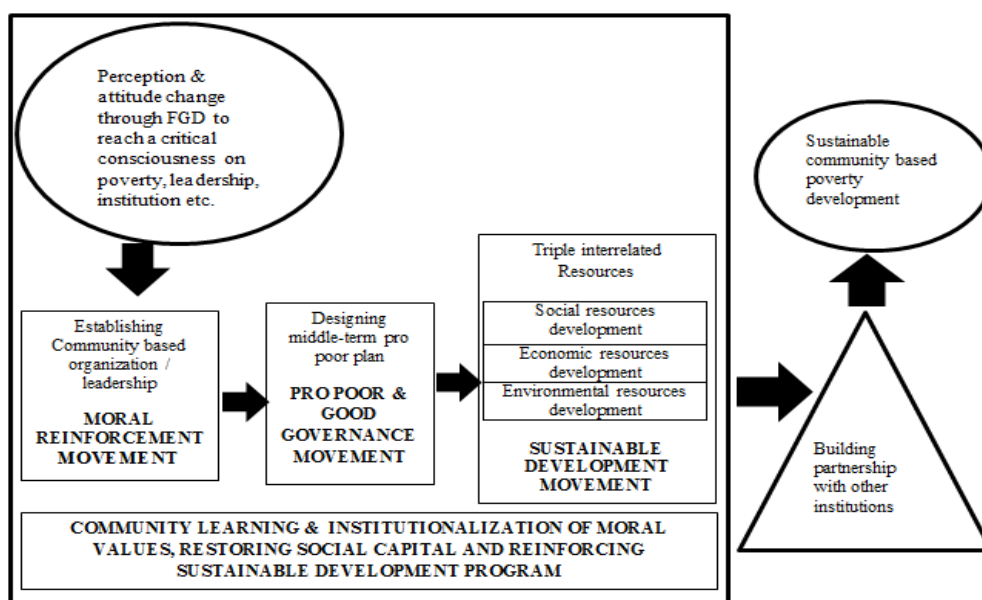 Perception &
attitude change
through FGD to
reach a critical
consciousness on
poverty, leadership,
institution etc.
Establishing
Community based
organization /
leadership
MORAL
REINFORCEMENT
MOVEMENT
Designing
middle-term pro
poor plan
PRO POOR &
GOOD
GOVERNANCE
MOVEMENT
Triple interrelated
Resources
Social resources
development
Economic resources
development
Environmental resources
development
SUSTAINABLE
DEVELOPMENT
MOVEMENT
COMMUNITY LEARNING & INSTITUTIONALIZATION OF MORAL
VALUES, RESTORING SOCIAL CAPITAL AND REINFORCING
SUSTAINABLE DEVELOPMENT PROGRAM
Sustainable
community based
poverty
development
Building
partnership
with other
institutions